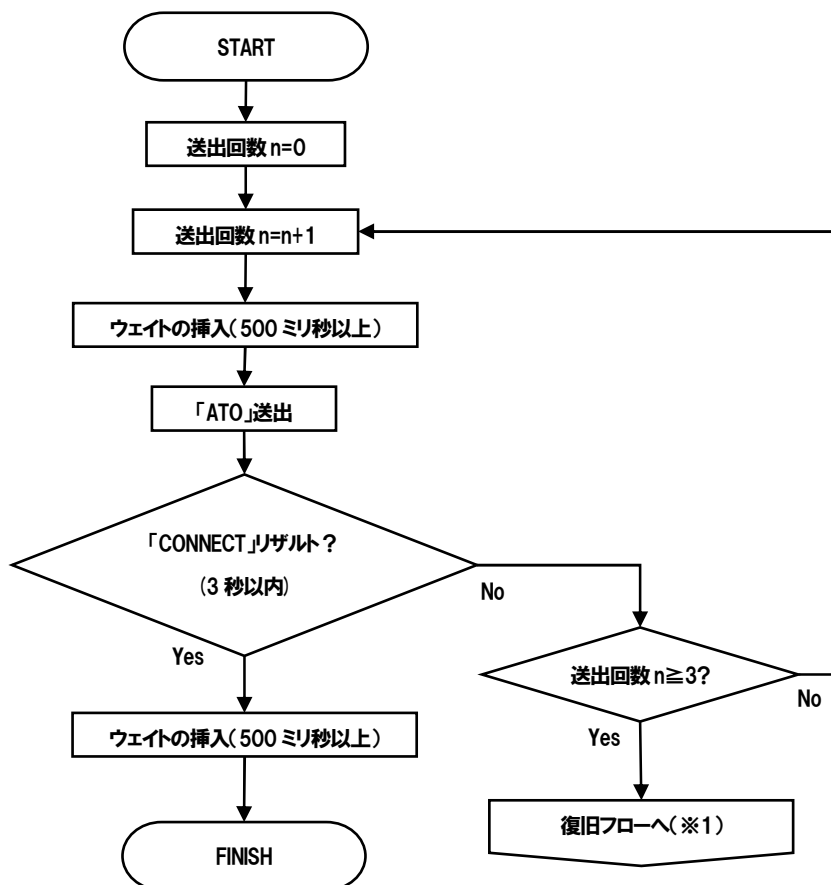 START
送出回数 n=0
送出回数 n=n+1
ウェイトの挿入(500 ミリ秒以上)
「ATO」送出
「CONNECT」リザルト?
(3 秒以内)
No
Yes
送出回数 n≧3?
No
Yes
ウェイトの挿入(500 ミリ秒以上)
復旧フローへ(※1)
FINISH